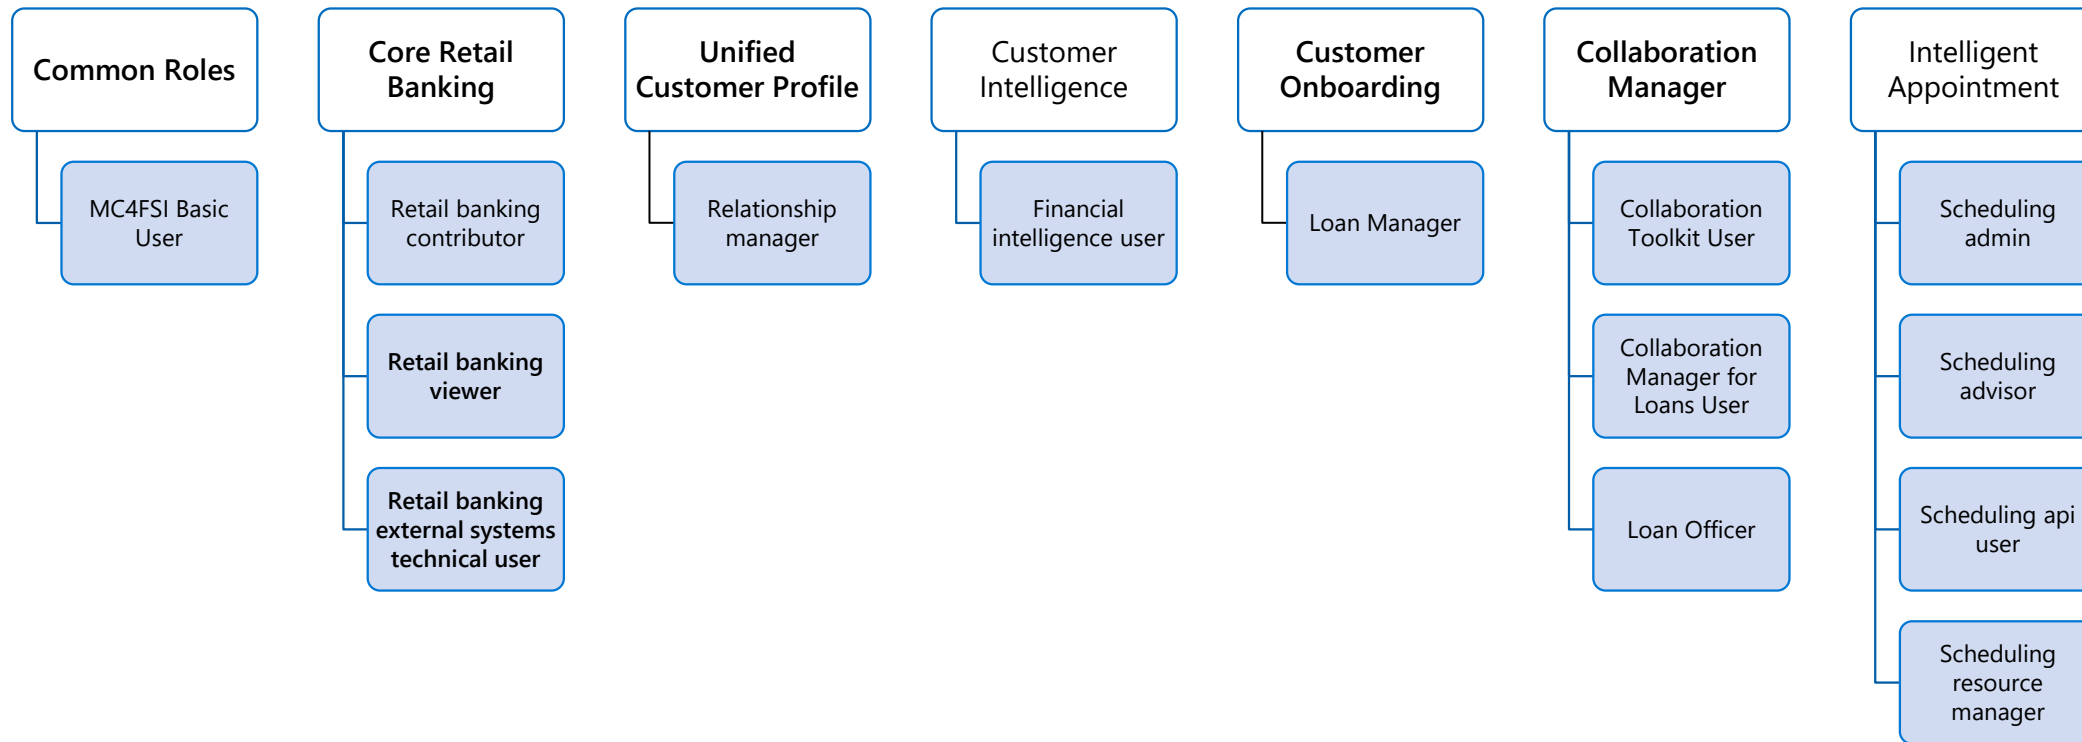 Common Roles
MC4FSI Basic
User
Core Retail
Banking
Retail banking
contributor
Retail banking
viewer
Retail banking
external systems
technical user
Unified
Customer Profile
Relationship
manager
Customer
Intelligence
Financial
intelligence user
Customer
Onboarding
Loan Manager
Collaboration
Manager
Collaboration
Toolkit User
Collaboration
Manager for
Loans User
Loan Officer
Intelligent
Appointment
Scheduling
admin
Scheduling
advisor
Scheduling api
user
Scheduling
resource
manager